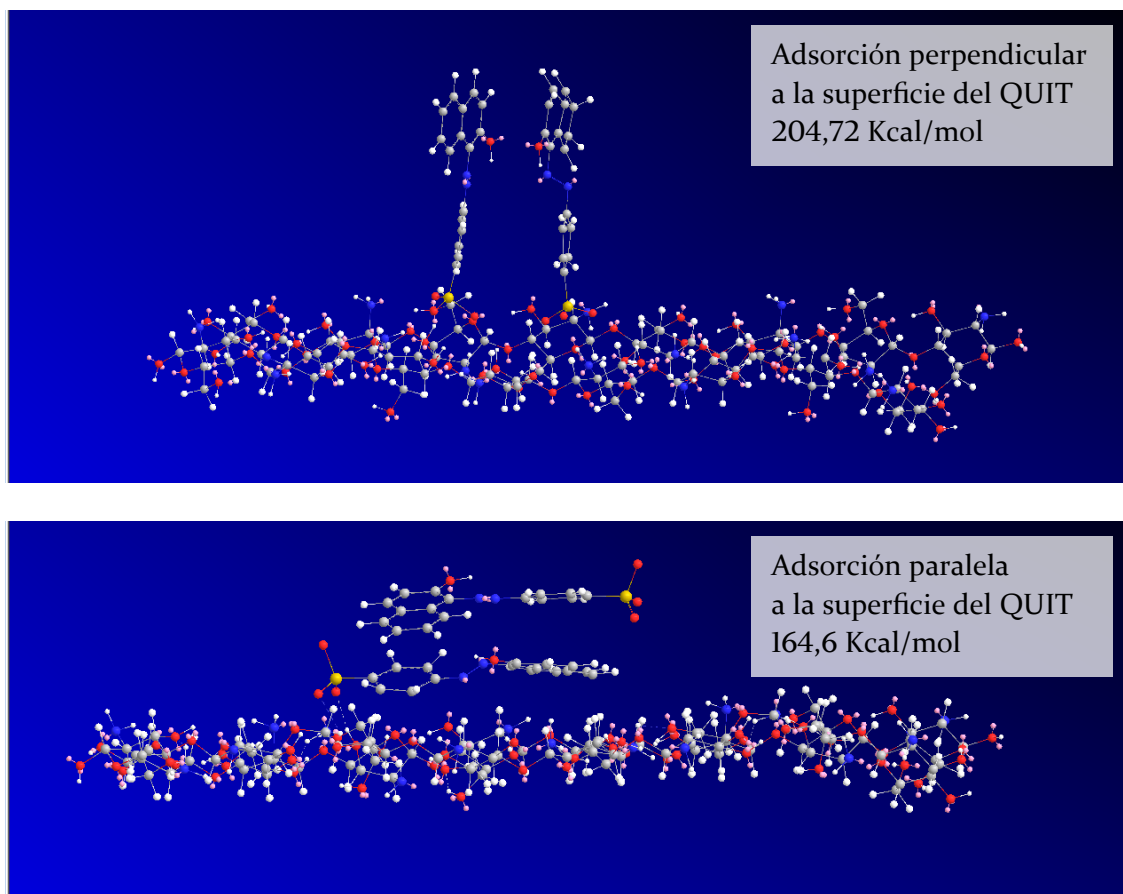 Adsorción perpendicular
a la superficie del QUIT
204,72 Kcal/mol
Adsorción paralela
a la superficie del QUIT
164,6 Kcal/mol